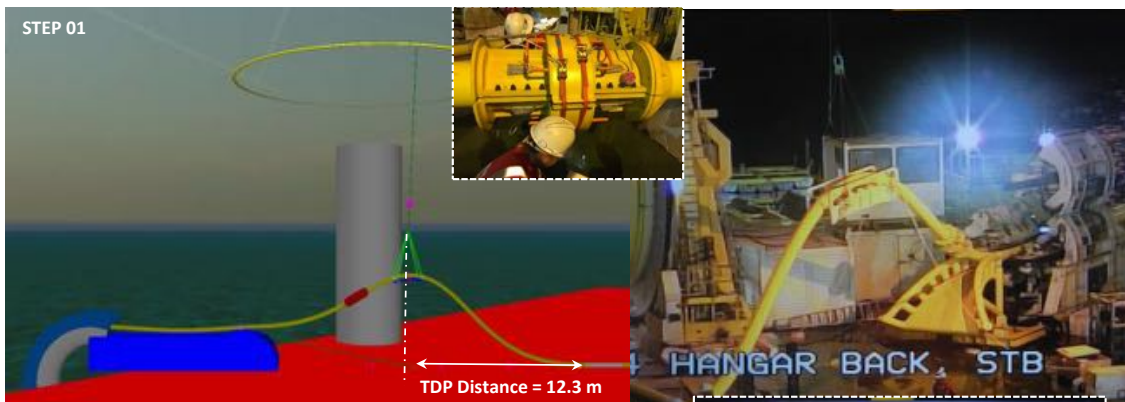 STEP 01
TDP Distance = 12.3 m
4 HANGAR BACK STB